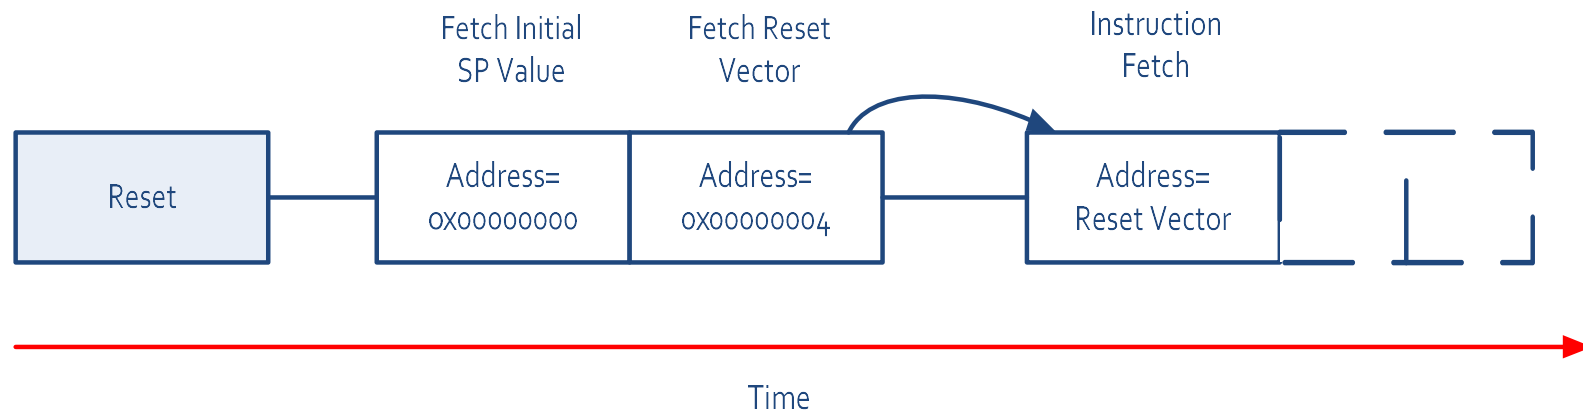 Fetch Initial
SP Value
Fetch Reset
Vector
Instruction
Fetch
Reset
Address=
0x00000000
Address=
0x00000004
Address=
Reset Vector
Time